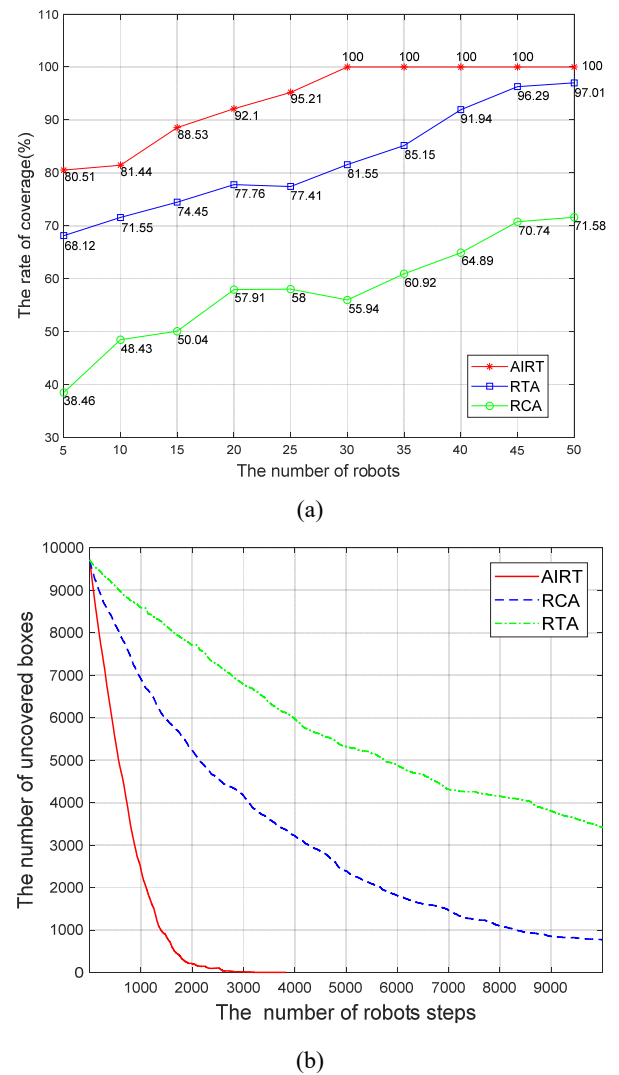 110
100
90
80
70
60
50
40
30
The rate of coverage(%)
100 100 100 100 100
80.51 81.44 88.53 92.1 95.21
68.12 71.55 74.45 77.76 77.41 81.55 85.15 91.94 96.29 97.01
38.46 48.43 50.04 57.91 58 55.94 60.92 64.89 70.74 71.58
AIRT
RTA
RCA
5 10 15 20 25 30 35 40 45 50
The number of robots
(a)
10000
9000
8000
7000
6000
5000
4000
3000
2000
1000
0
The number of uncovered boxes
AIRT
RCA
RTA
1000 2000 3000 4000 5000 6000 7000 8000 9000
The number of robots steps
(b)